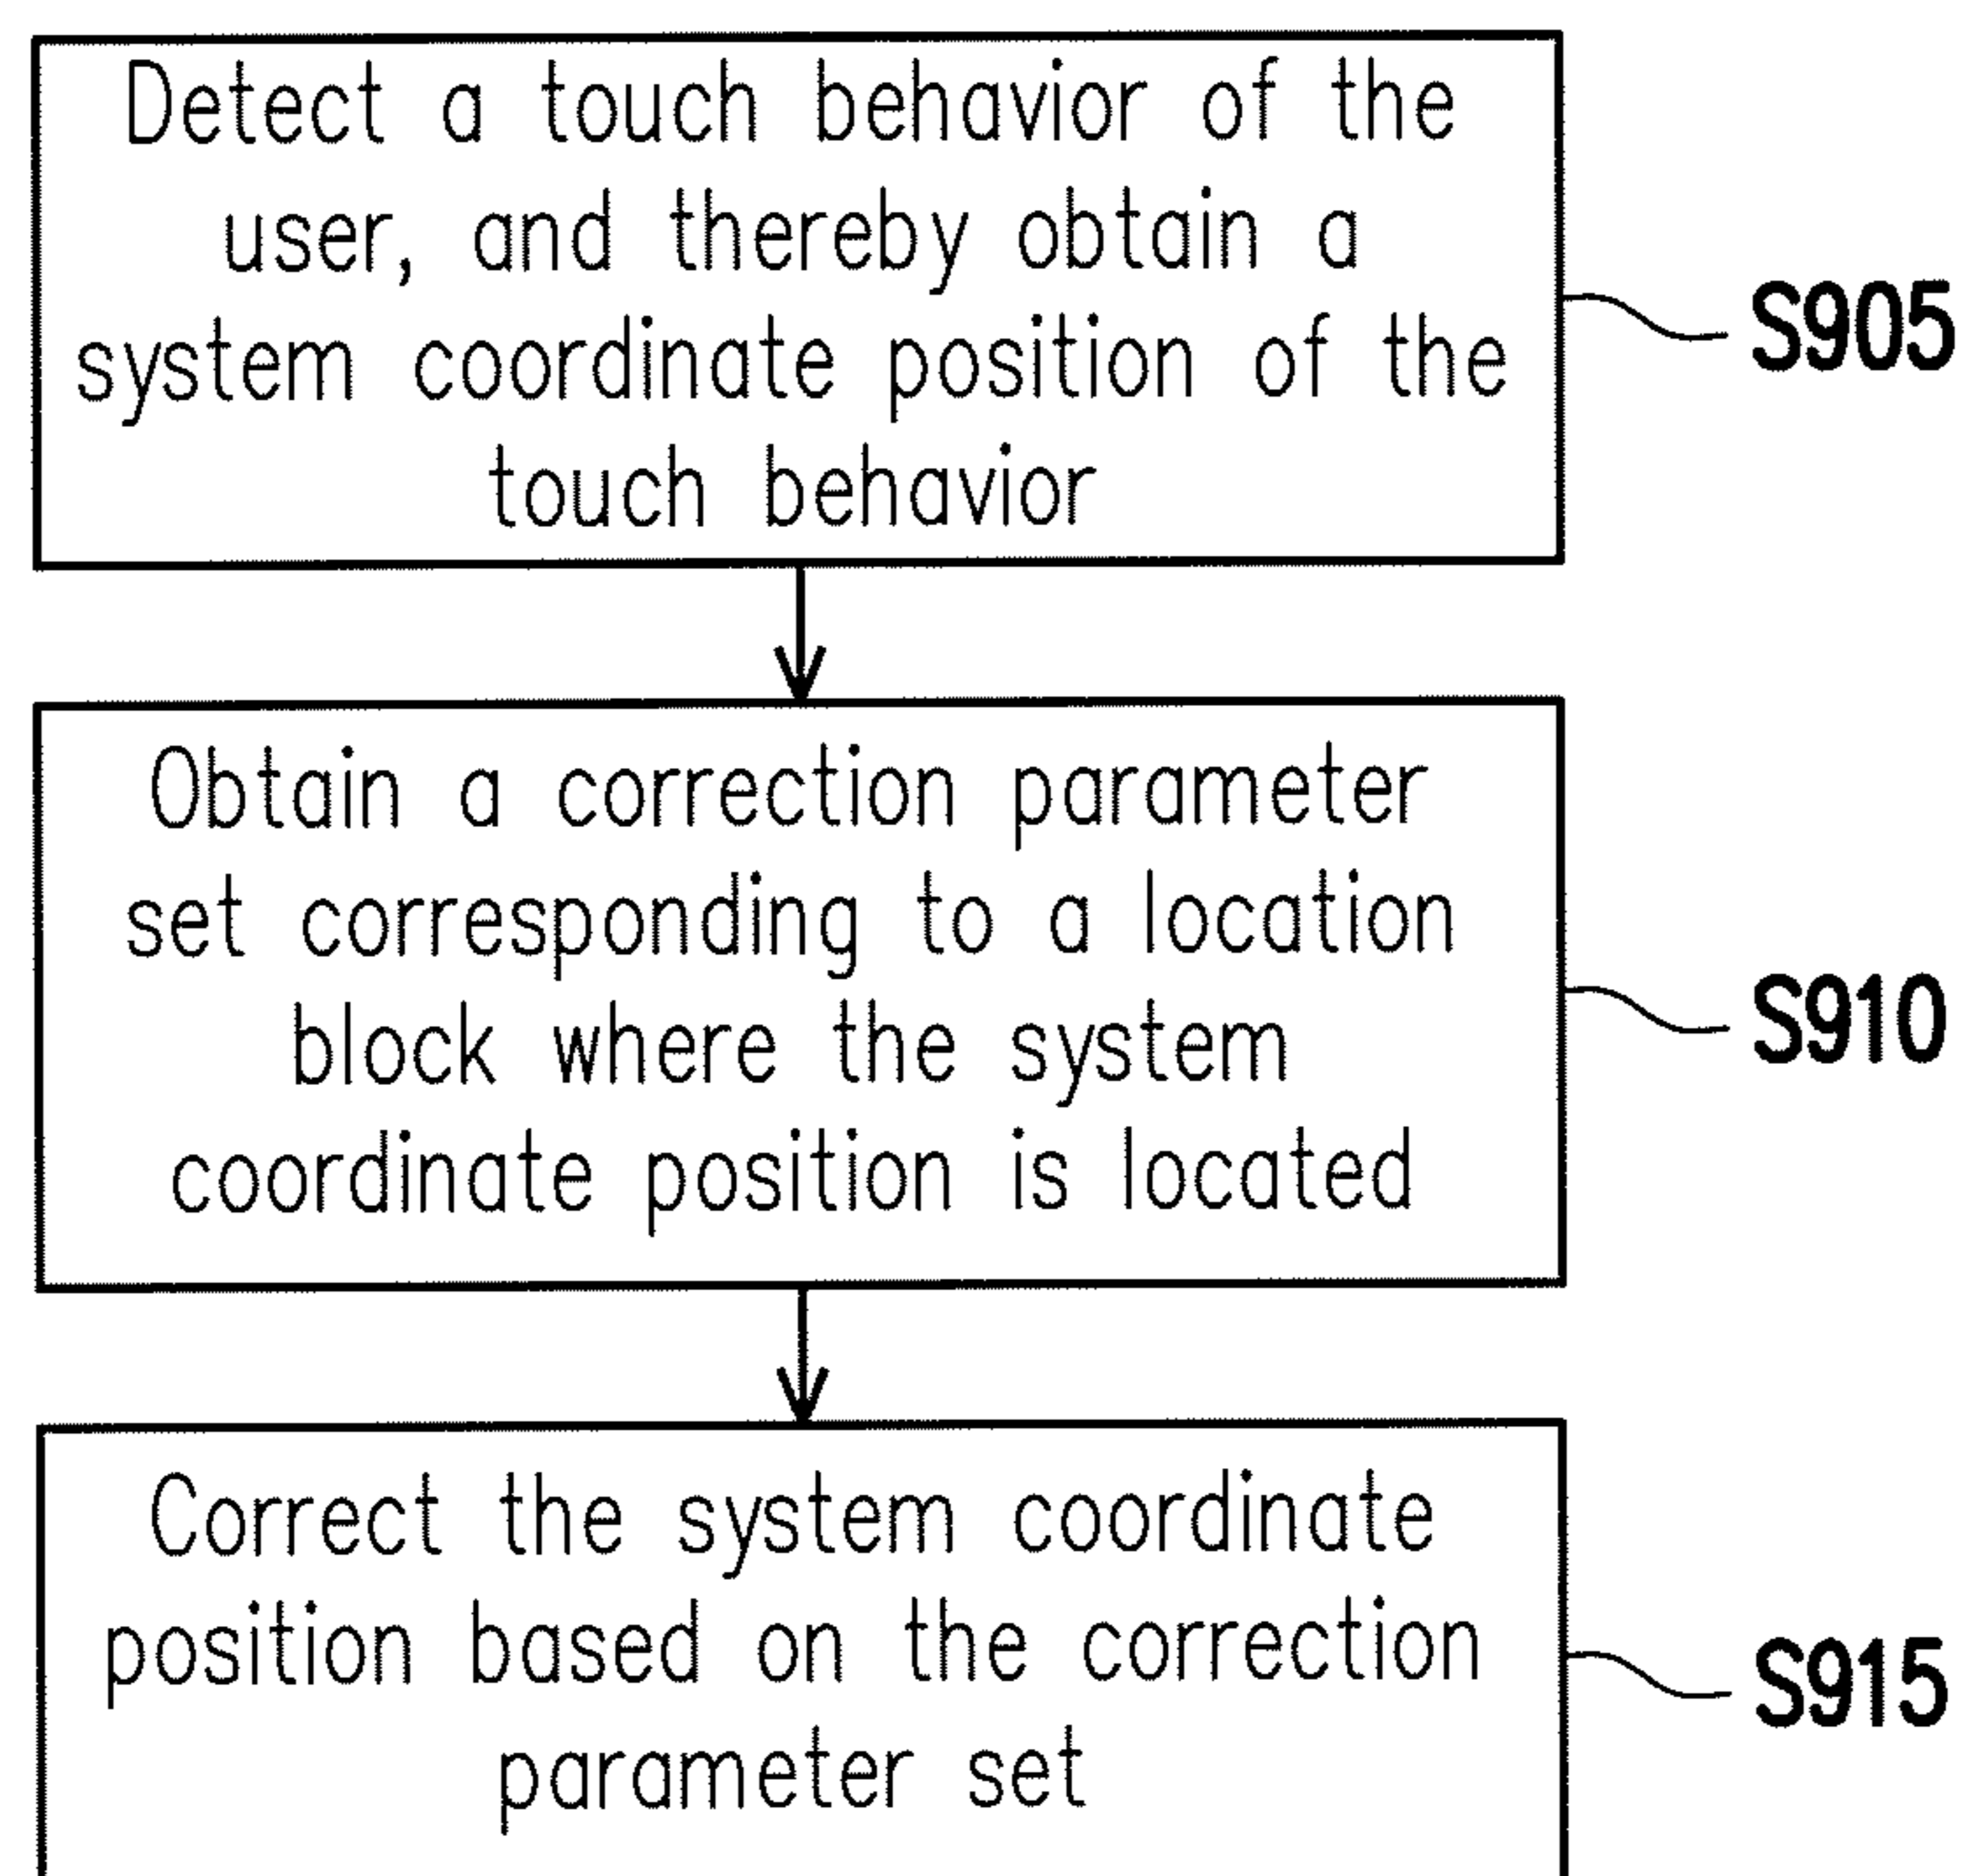 Detect a touch behavior of the
user, and thereby obtain a
system coordinate position of the
touch behavior
S905
Obtain a correction parameter
set corresponding to a location
block where the system
coordinate position is located
S910
Correct the system coordinate
position based on the correction
parameter set
S915